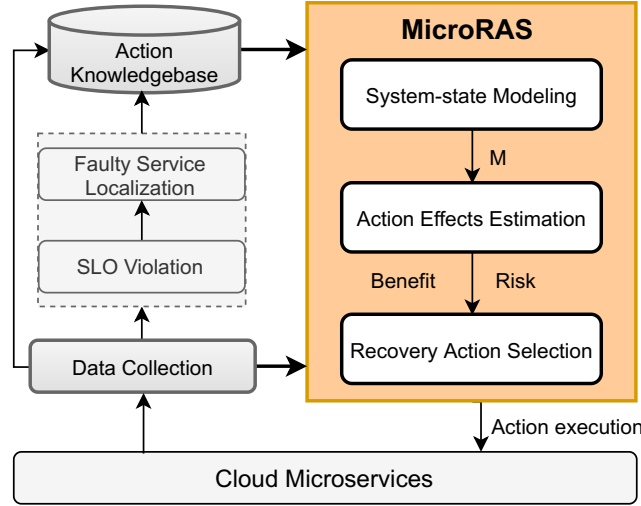 Action
Knowledgebase
MicroRAS
System-state Modeling
M
Faulty Service
Localization
Action Effects Estimation
SLO Violation
Benefit
Risk
Data Collection
Recovery Action Selection
Action execution
Cloud Microservices